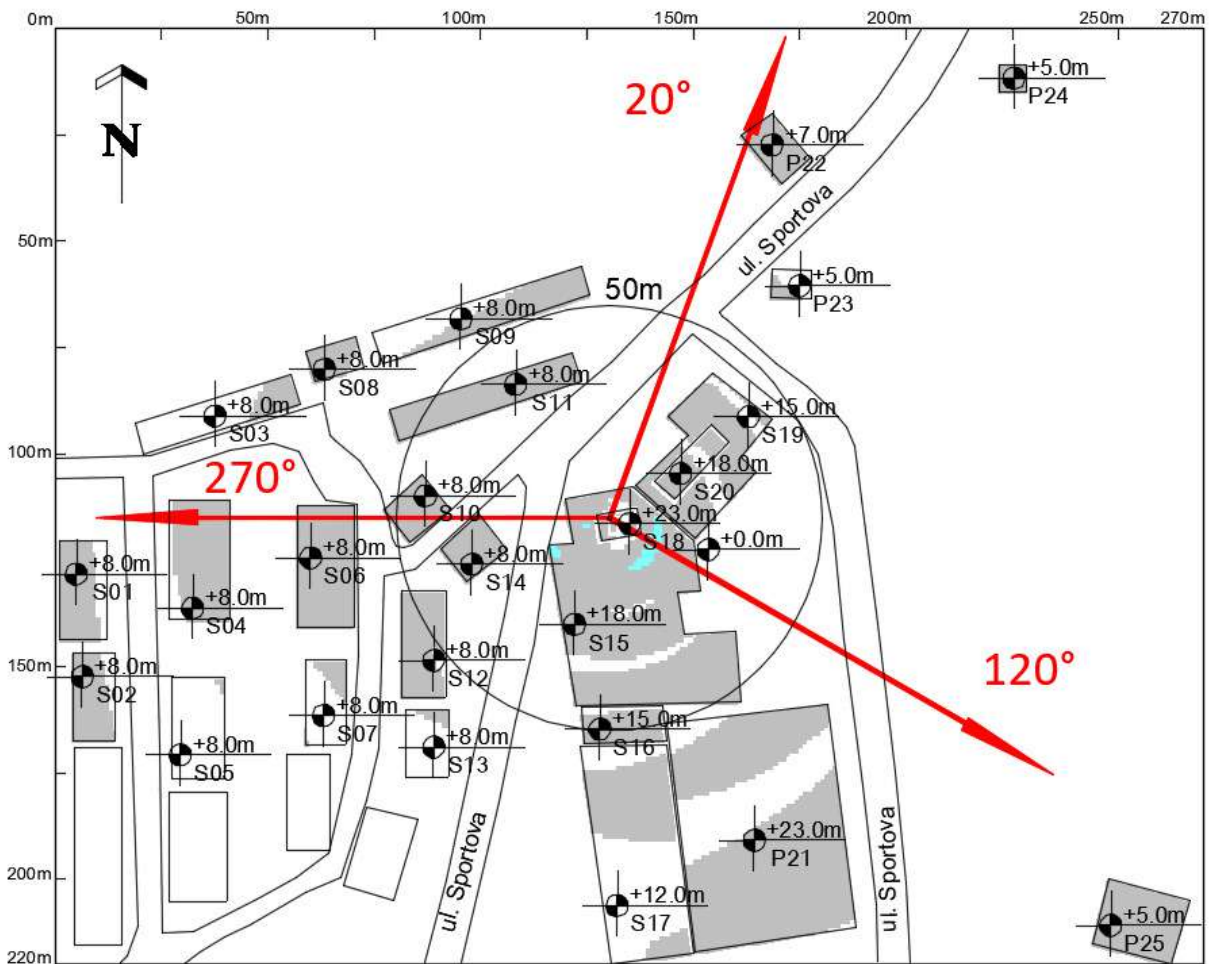 0m 50m 100m 150m 200m 250m 270m
+5.0m
P24
20°
N
+7.0m
P22
ul. Sportova
50m
+5.0m
P23
50m
+8.0m
S09
+8.0m
S08
+8.0m
S11
+8.0m
S03
+15.0m
S19
100m
270°
+18.0m
S20
+8.0m
S10
+23.0m
S18
+0.0m
+8.0m
S06
+8.0m
S14
+8.0m
S01
+8.0m
S04
+18.0m
S15
150m
+8.0m
S12
120°
+8.0m
S02
+8.0m
S07
+15.0m
S16
+8.0m
S13
+8.0m
S05
+23.0m
P21
200m
ul. Sportova
+12.0m
S17
ul. Sportova
+5.0m
P25
220m